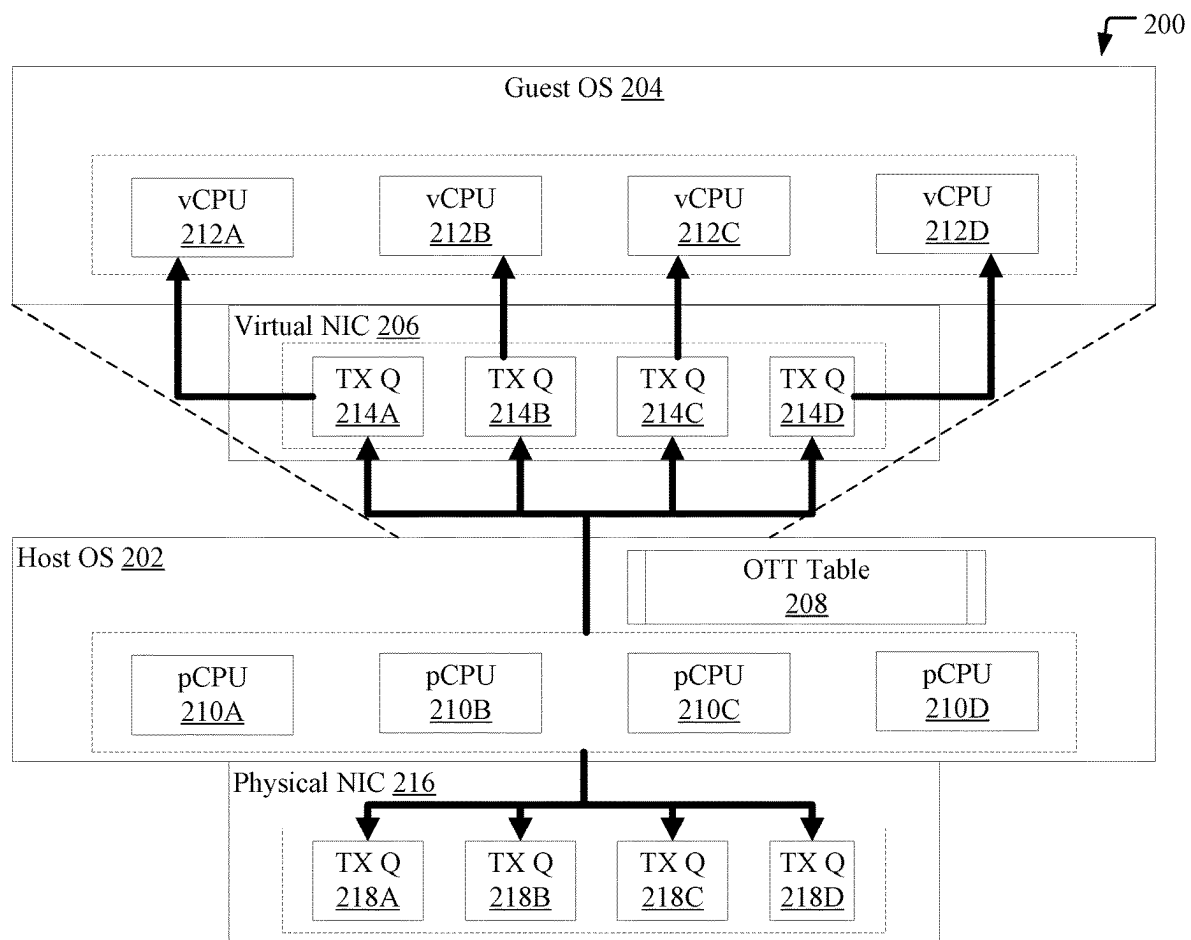 200
Guest OS 204
vCPU
212A
vCPU
212B
vCPU
212C
vCPU
212D
Virtual NIC 206
TX Q
214A
TX Q
214B
TX Q
214C
TX Q
214D
Host OS 202
OTT Table
208
pCPU
210A
pCPU
210B
pCPU
210C
pCPU
210D
Physical NIC 216
TX Q
218A
TX Q
218B
TX Q
218C
TX Q
218D